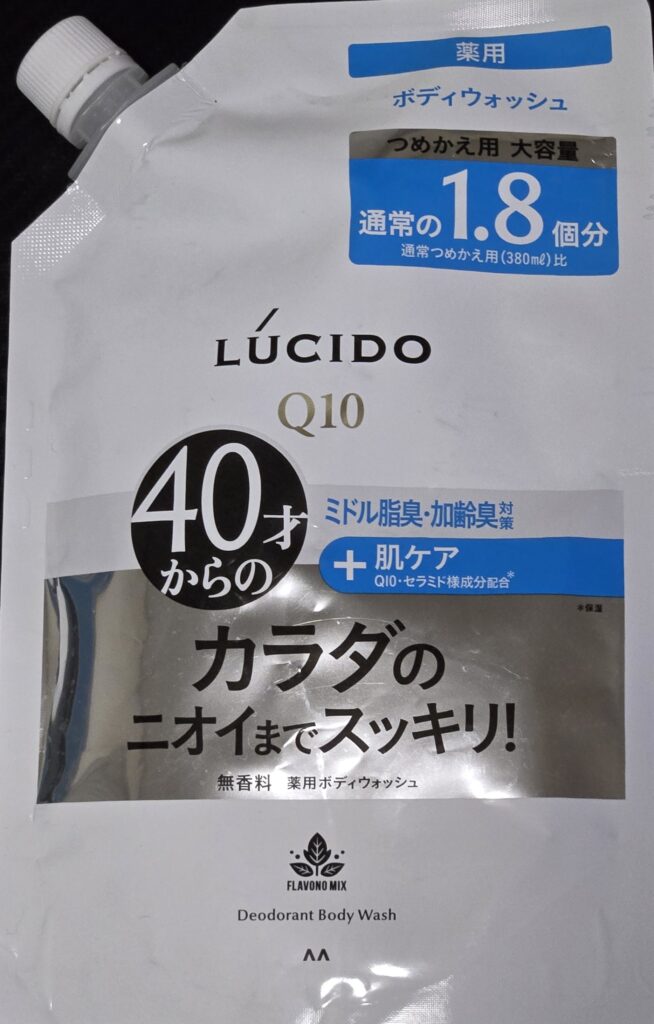 薬用
ボディウォッシュ
つめかえ用 大容量
通常の1.8個分
通常つめかえ用(380㎖)比
LÚCIDO
Q10
40才
からの
ミドル脂臭・加齢臭対策
+肌ケア
Q10・セラミド様成分配合*
*保湿
カラダの
ニオイまでスッキリ!
無香料 薬用ボディウォッシュ
FLAVONO MIX
Deodorant Body Wash
^^